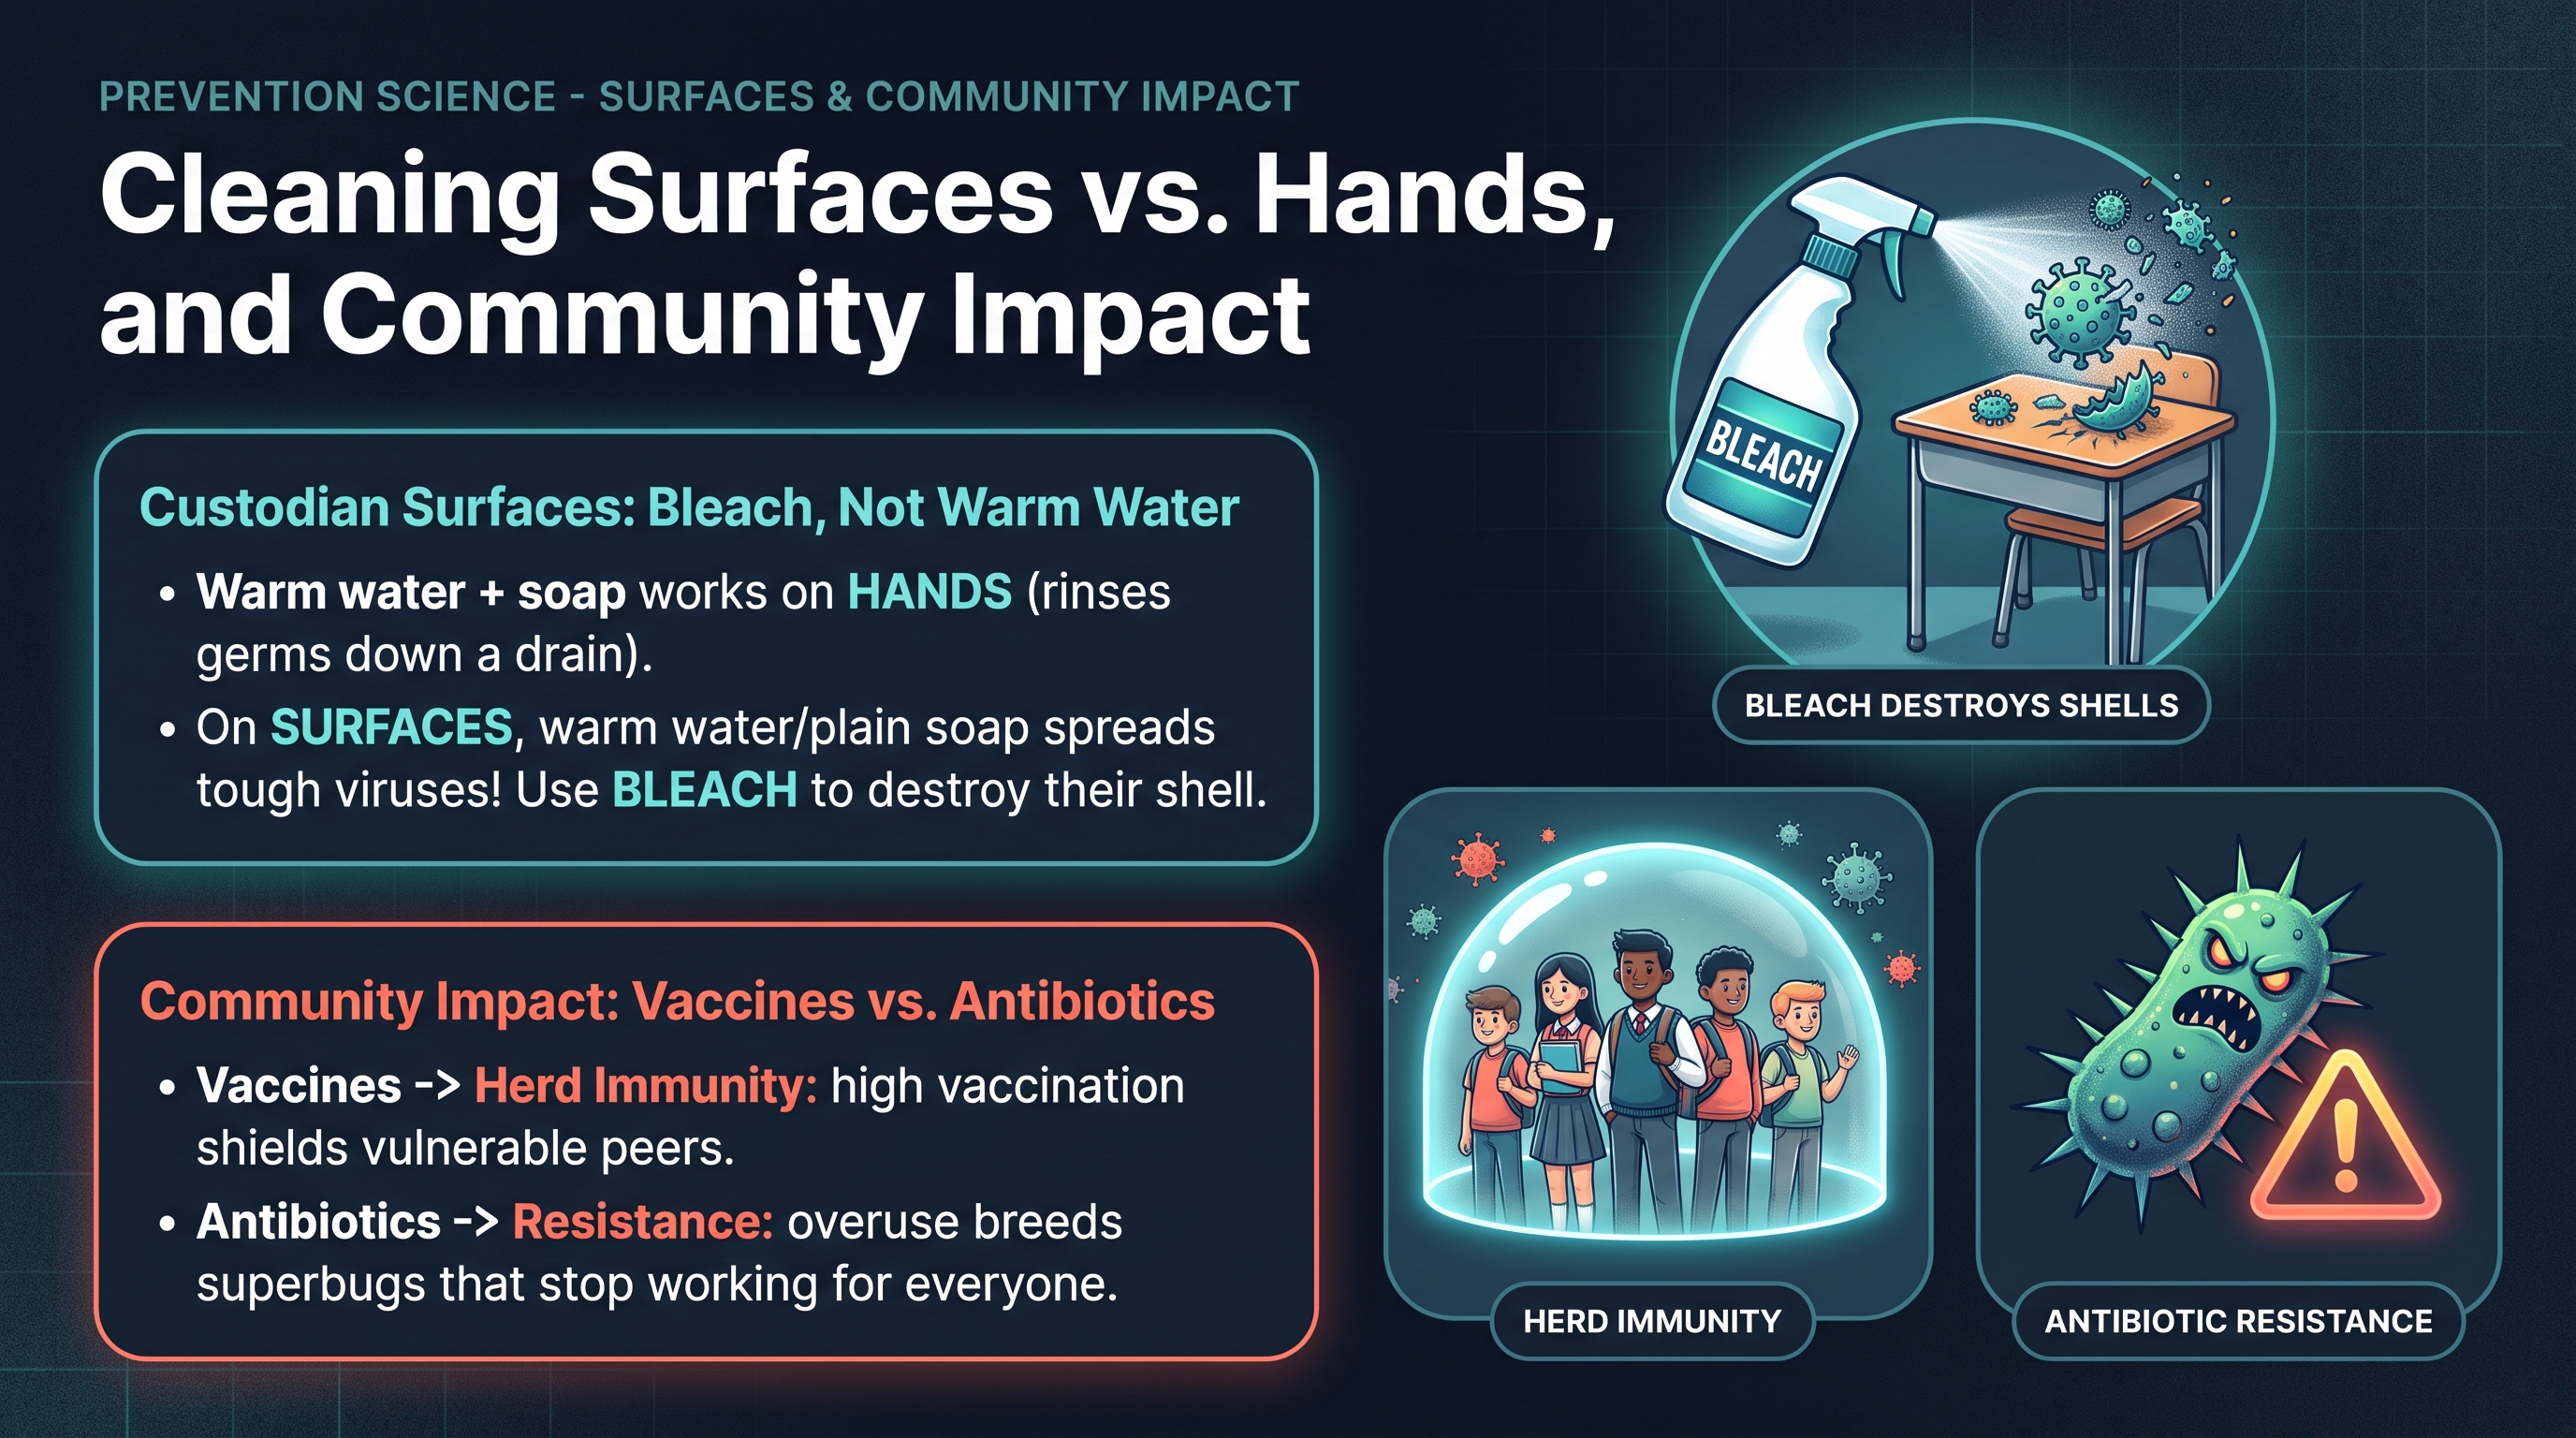 PREVENTION SCIENCE - SURFACES & COMMUNITY IMPACT
Cleaning Surfaces vs. Hands,
and Community Impact
Custodian Surfaces: Bleach, Not Warm Water
• Warm water + soap works on HANDS (rinses
germs down a drain).
• On SURFACES, warm water/plain soap spreads
tough viruses! Use BLEACH to destroy their shell.
Community Impact: Vaccines vs. Antibiotics
• Vaccines -> Herd Immunity: high vaccination
shields vulnerable peers.
• Antibiotics -> Resistance: overuse breeds
superbugs that stop working for everyone.
BLEACH
BLEACH DESTROYS SHELLS
HERD IMMUNITY
ANTIBIOTIC RESISTANCE